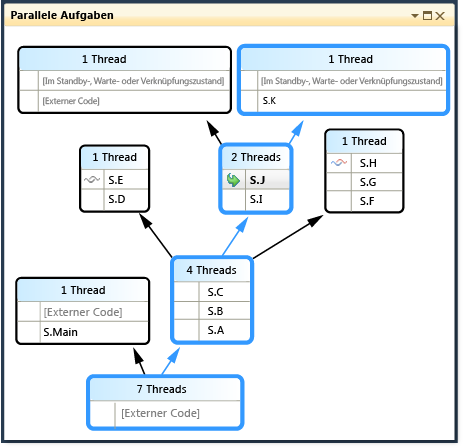 Parallele Aufgaben
1 Thread
[Im Standby-, Warte- oder Verknüpfungszustand]
[Externer Code]
1 Thread
[Im Standby-, Warte- oder Verknüpfungszustand]
S.K
1 Thread
S.E
S.D
2 Threads
S.J
S.I
1 Thread
S.H
S.G
S.F
4 Threads
S.C
S.B
S.A
1 Thread
[Externer Code]
S.Main
7 Threads
[Externer Code]